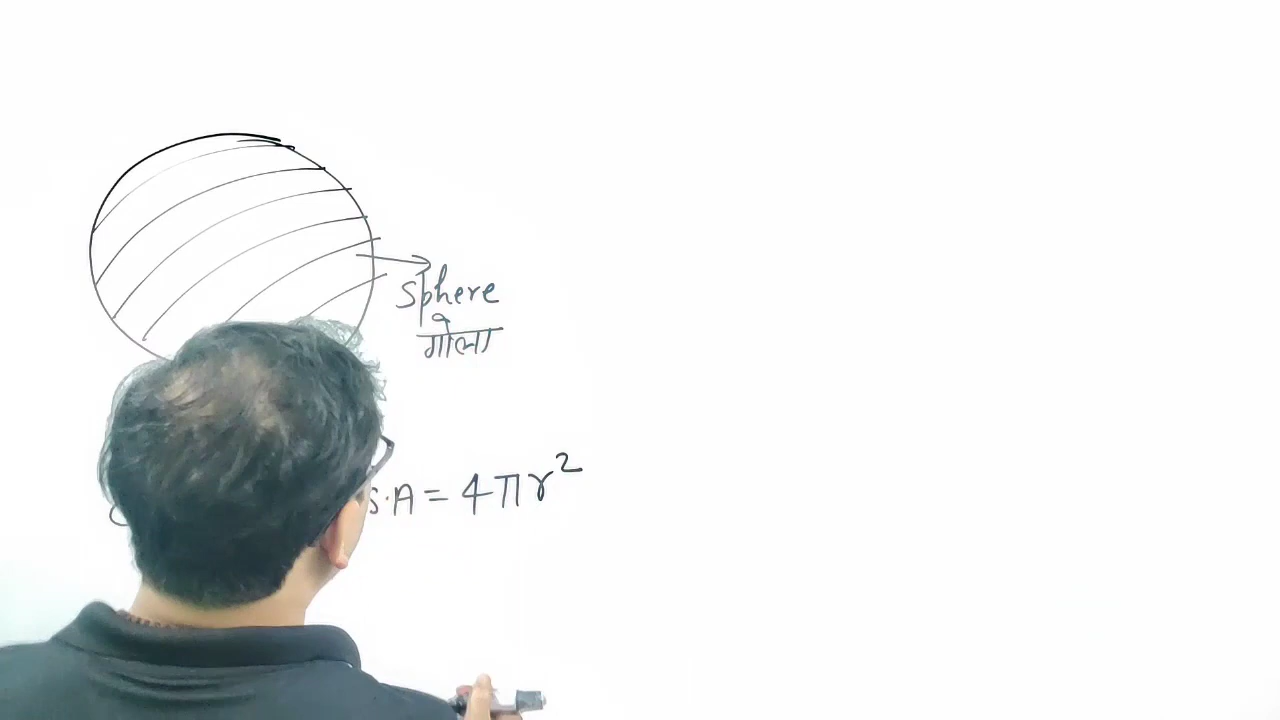 Sphere
गोला
S.A = 4πr²